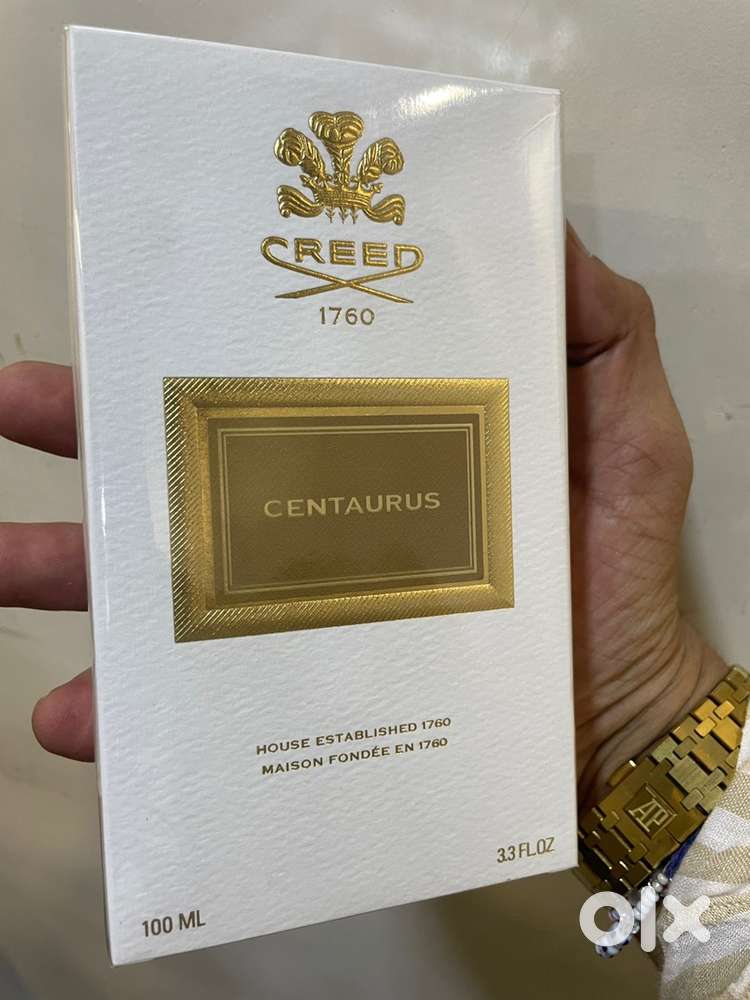 CREED
1760
CENTAURUS
HOUSE ESTABLISHED 1760
MAISON FONDÉE EN 1760
3.3 FL.OZ
100 ML
AP
olx